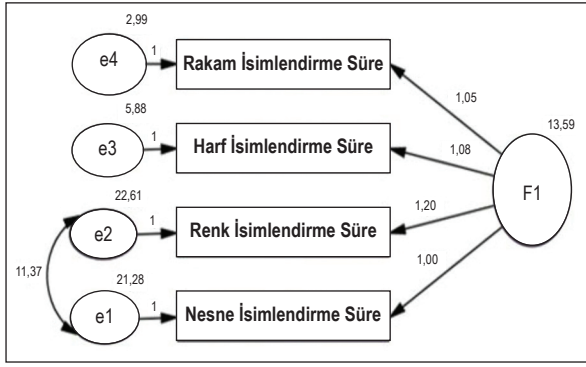 2,99
e4
1
Rakam İsimlendirme Süre
1,05
13,59
5,88
e3
1
Harf İsimlendirme Süre
1,08
F1
22,61
e2
1
Renk İsimlendirme Süre
1,20
11,37
21,28
1,00
e1
1
Nesne İsimlendirme Süre